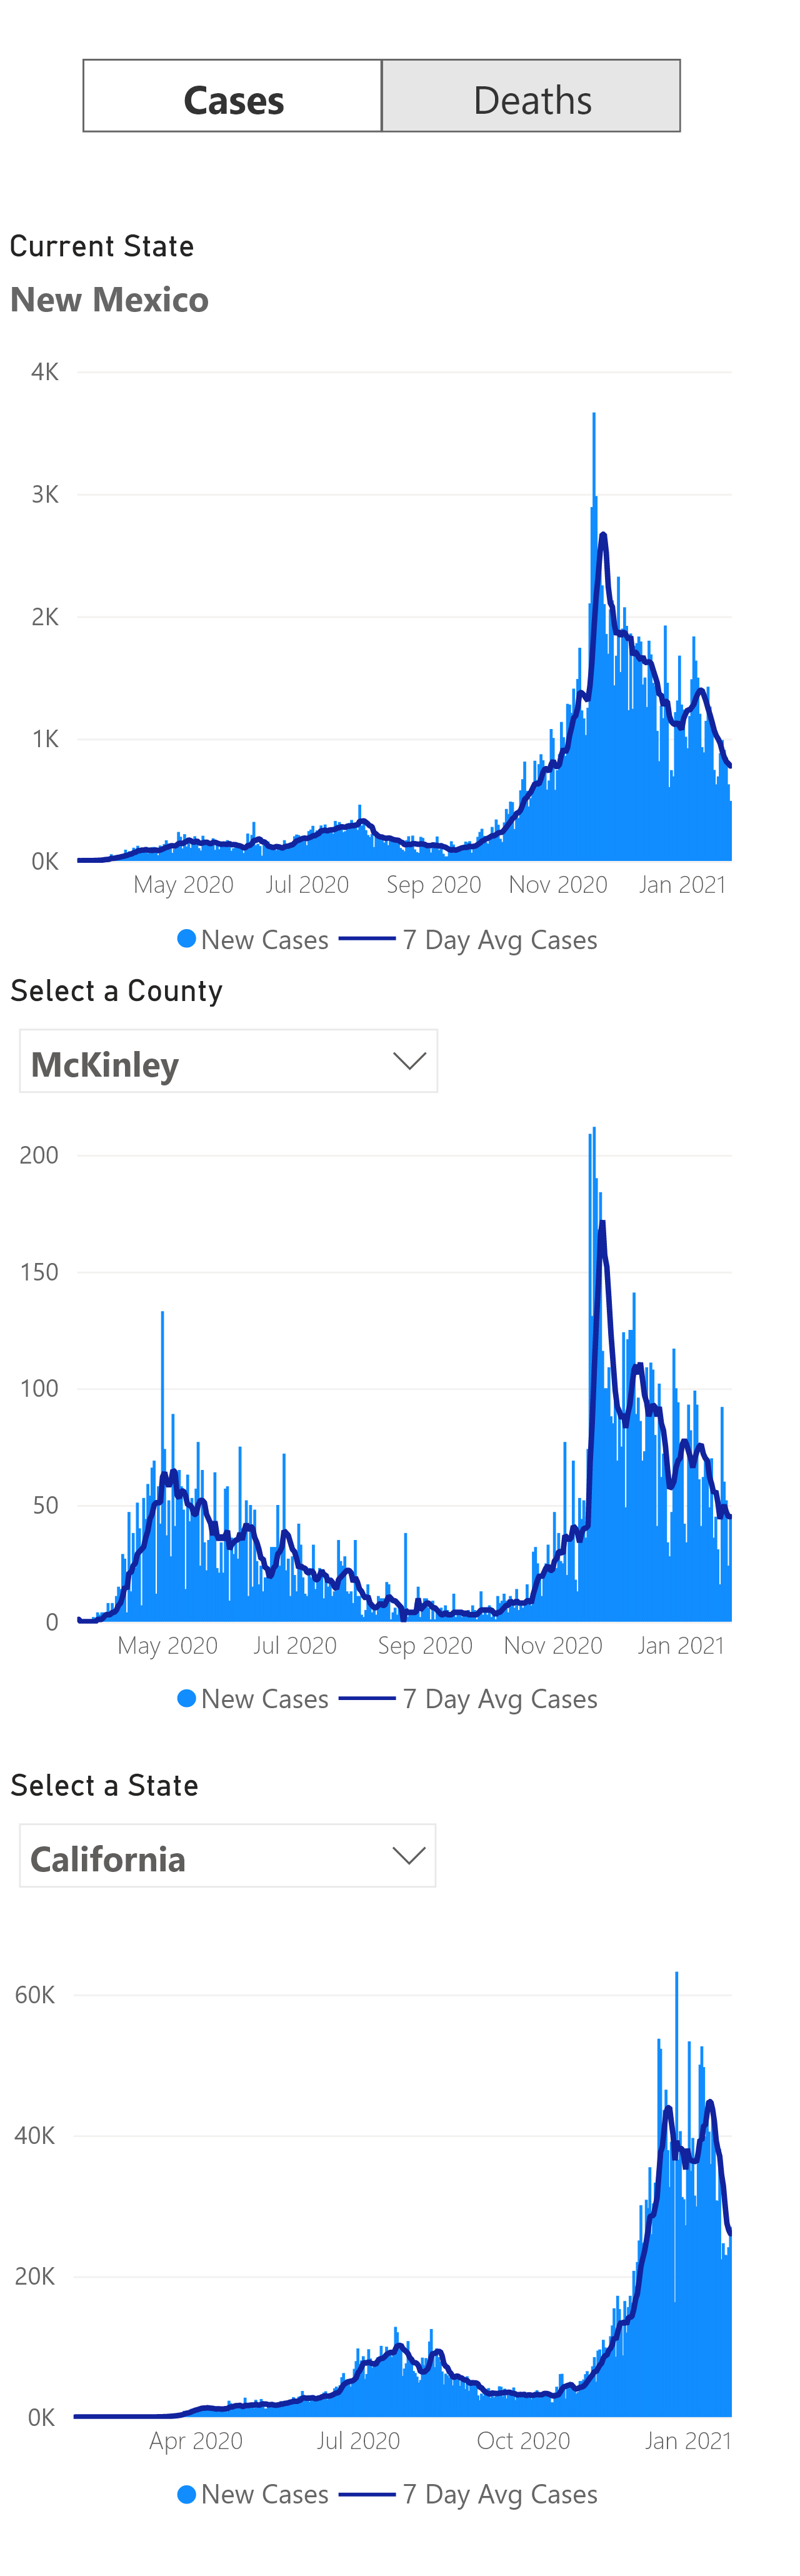 Cases Deaths
Current State
New Mexico
4K
3K
2K
1K
0K
May 2020 Jul 2020 Sep 2020 Nov 2020 Jan 2021
New Cases 7 Day Avg Cases
Select a County
McKinley
200
150
100
50
0
May 2020 Jul 2020 Sep 2020 Nov 2020 Jan 2021
New Cases 7 Day Avg Cases
Select a State
California
60K
40K
20K
0K
Apr 2020 Jul 2020 Oct 2020 Jan 2021
New Cases 7 Day Avg Cases